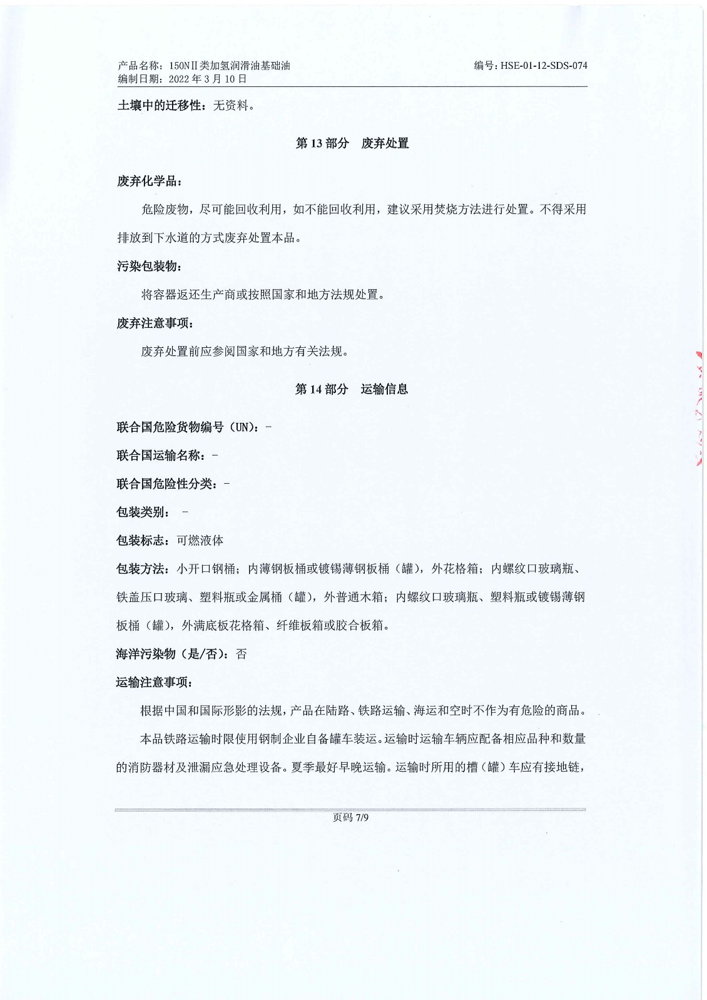 产品名称：150NⅡ类加氢润滑油基础油
编号：HSE-01-12-SDS-074
编制日期：2022 年 3 月 10 日
土壤中的迁移性：无资料。
第 13 部分 废弃处置
废弃化学品：
危险废物，尽可能回收利用，如不能回收利用，建议采用焚烧方法进行处置。不得采用
排放到下水道的方式废弃处置本品。
污染包装物：
将容器返还生产商或按照国家和地方法规处置。
废弃注意事项：
废弃处置前应参阅国家和地方有关法规。
第 14 部分 运输信息
联合国危险货物编号（UN）：-
联合国运输名称：-
联合国危险性分类：-
包装类别： -
包装标志：可燃液体
包装方法：小开口钢桶；内薄钢板桶或镀锡薄钢板桶（罐），外花格箱；内螺纹口玻璃瓶、
铁盖压口玻璃、塑料瓶或金属桶（罐），外普通木箱；内螺纹口玻璃瓶、塑料瓶或镀锡薄钢
板桶（罐），外满底板花格箱、纤维板箱或胶合板箱。
海洋污染物（是/否）：否
运输注意事项：
根据中国和国际形影的法规，产品在陆路、铁路运输、海运和空时不作为有危险的商品。
本品铁路运输时限使用钢制企业自备罐车装运。运输时运输车辆应配备相应品种和数量
的消防器材及泄漏应急处理设备。夏季最好早晚运输。运输时所用的槽（罐）车应有接地链，
页码 7/9